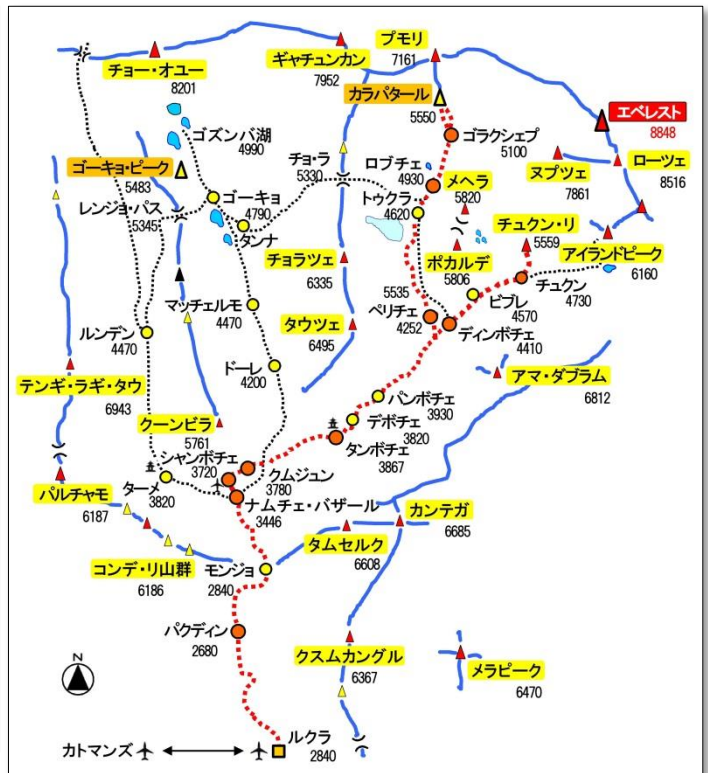 プモリ
7161
ギャチュンカン
7952
チョー・オユー
8201
カラパタール
5550
エベレスト
8848
ゴズンバ湖
4990
ゴラクシェプ
5100
チョ・ラ
5330
ロブチェ
4930
ヌプツェ
7861
ローツェ
8516
ゴーキョ・ピーク
5483
メヘラ
5820
トゥクラ
4620
レンジョ・パス
5345
ゴーキョ
4790
タンナ
チュクン・リ
5559
アイランドピーク
6160
チョラツェ
6335
ポカルデ
5806
チュクン
4730
ビブレ
4570
マッチェルモ
4470
5535
ペリチェ
4252
ディンボチェ
4410
タウツェ
6495
ルンデン
4470
ドーレ
4200
アマ・ダブラム
6812
テンギ・ラギ・タウ
6943
パンボチェ
3930
クーンビラ
5761
デボチェ
3820
タンボチェ
3867
シャンボチェ
3720
クムジュン
3780
ターメ
3820
ナムチェ・バザール
3446
パルチャモ
6187
カンテガ
6685
タムセルク
6608
コンデ・リ山群
6186
モンジョ
2840
パクディン
2680
クスムカングル
6367
メラピーク
6470
N
ルクラ
2840
カトマンズ